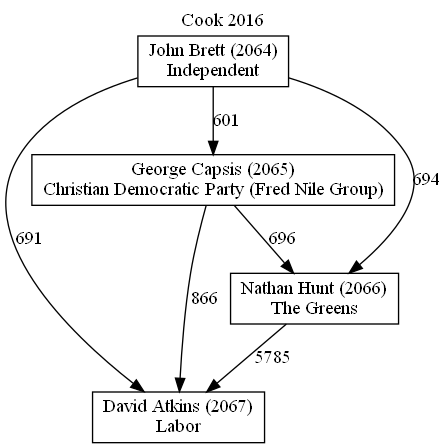 Cook 2016
John Brett (2064)
Independent
601
George Capsis (2065)
Christian Democratic Party (Fred Nile Group)
694
691
696
Nathan Hunt (2066)
The Greens
866
5785
David Atkins (2067)
Labor